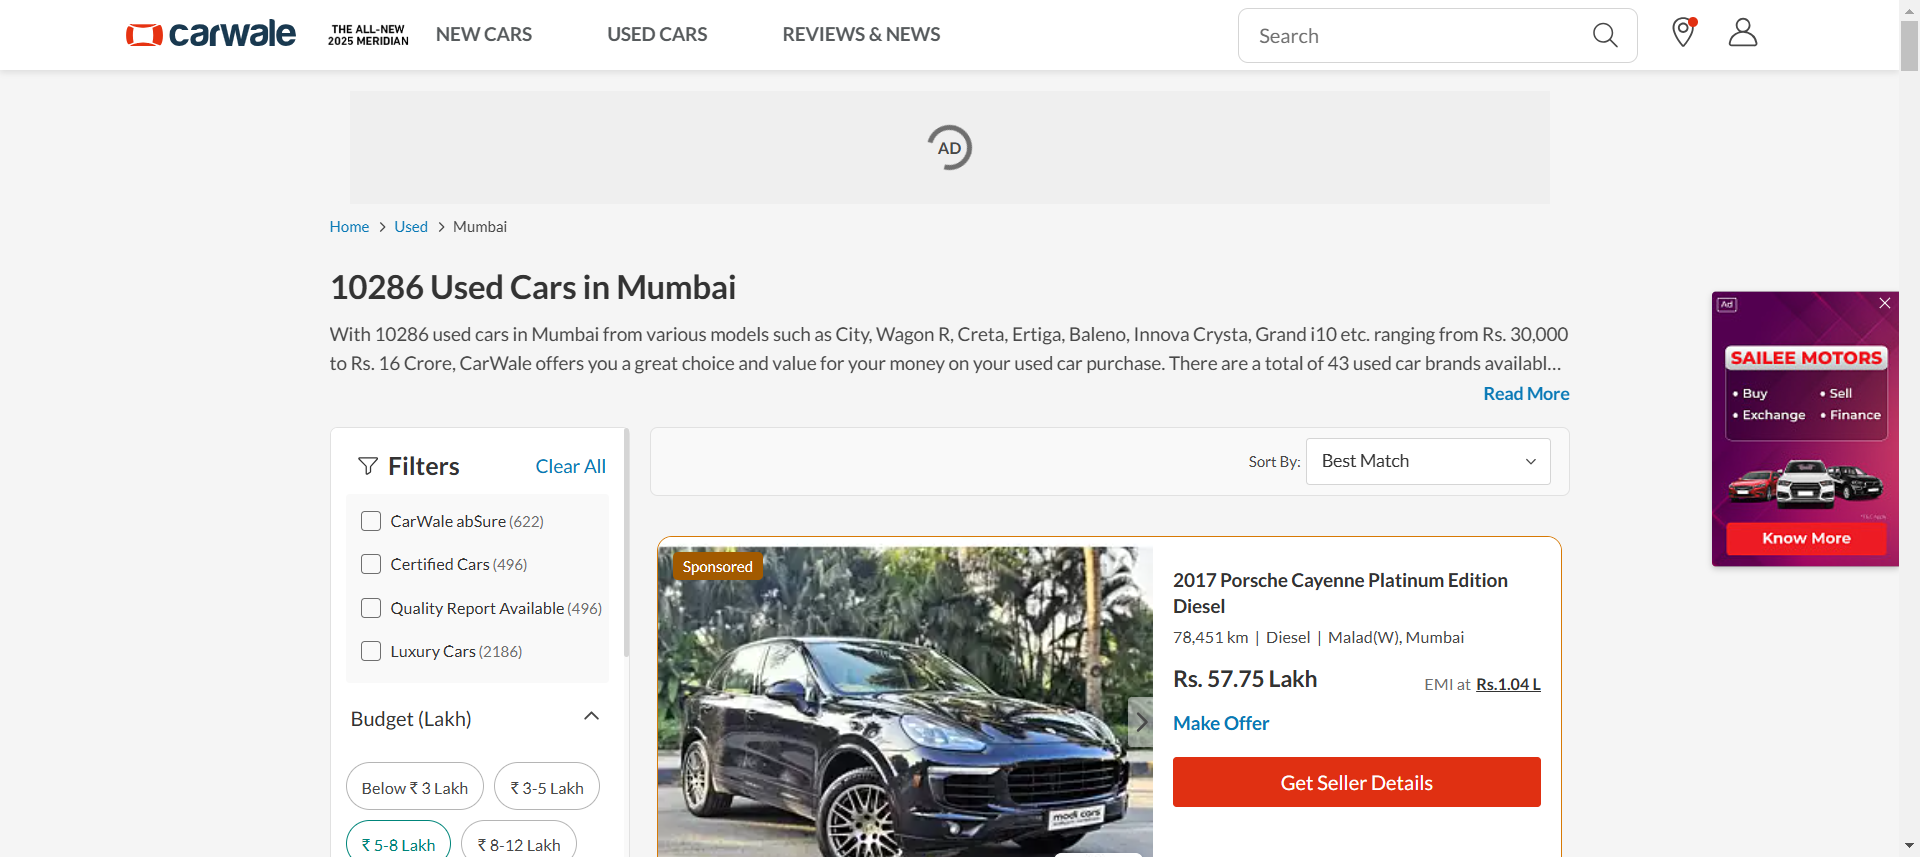 carwale
THE ALL-NEW
2025 MERIDIAN
NEW CARS
USED CARS
REVIEWS & NEWS
Search
AD
Home > Used > Mumbai
10286 Used Cars in Mumbai
With 10286 used cars in Mumbai from various models such as City, Wagon R, Creta, Ertiga, Baleno, Innova Crysta, Grand i10 etc. ranging from Rs. 30,000
to Rs. 16 Crore, CarWale offers you a great choice and value for your money on your used car purchase. There are a total of 43 used car brands availabl...
Read More
Filters
Clear All
CarWale abSure (622)
Certified Cars (496)
Quality Report Available (496)
Luxury Cars (2186)
Budget (Lakh)
Below ₹ 3 Lakh
₹ 3-5 Lakh
₹ 5-8 Lakh
₹ 8-12 Lakh
Sort By: Best Match
Sponsored
modi cars
2017 Porsche Cayenne Platinum Edition
Diesel
78,451 km | Diesel | Malad(W), Mumbai
Rs. 57.75 Lakh
EMI at Rs.1.04 L
Make Offer
Get Seller Details
Ad
SAILEE MOTORS
• Buy • Sell
• Exchange • Finance
Know More